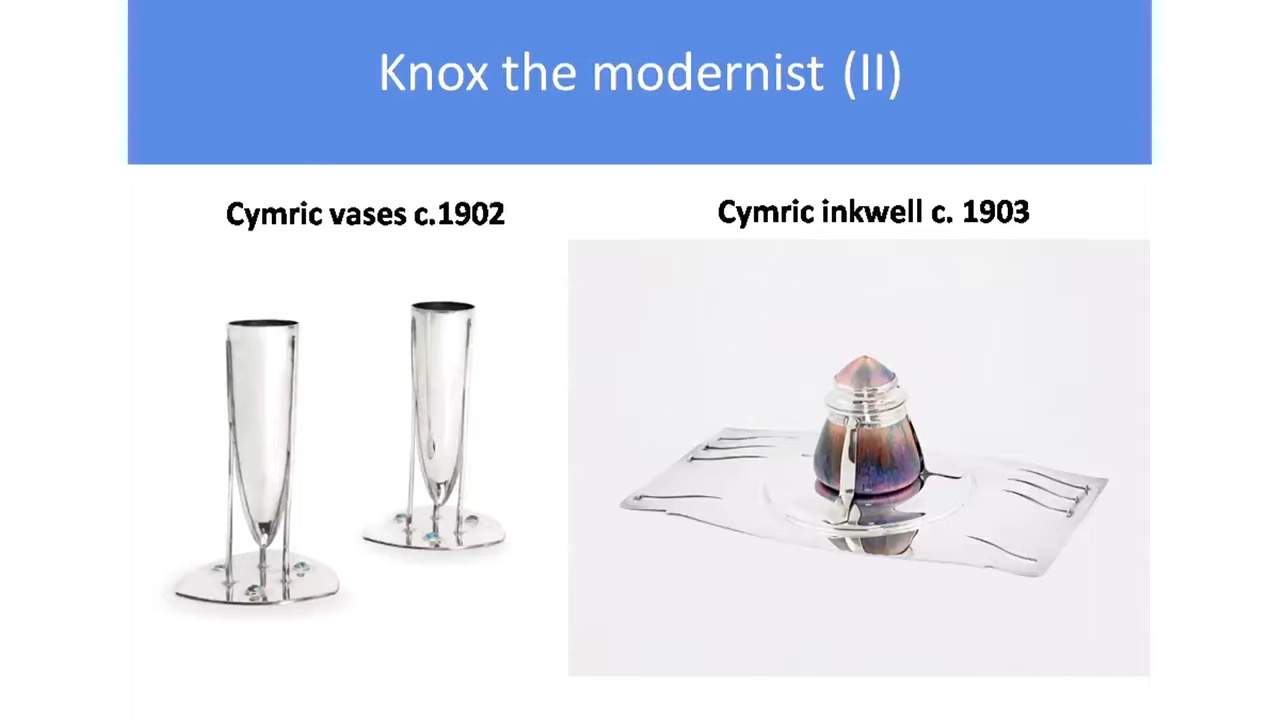 Knox the modernist (II)
Cymric vases c.1902
Cymric inkwell c. 1903